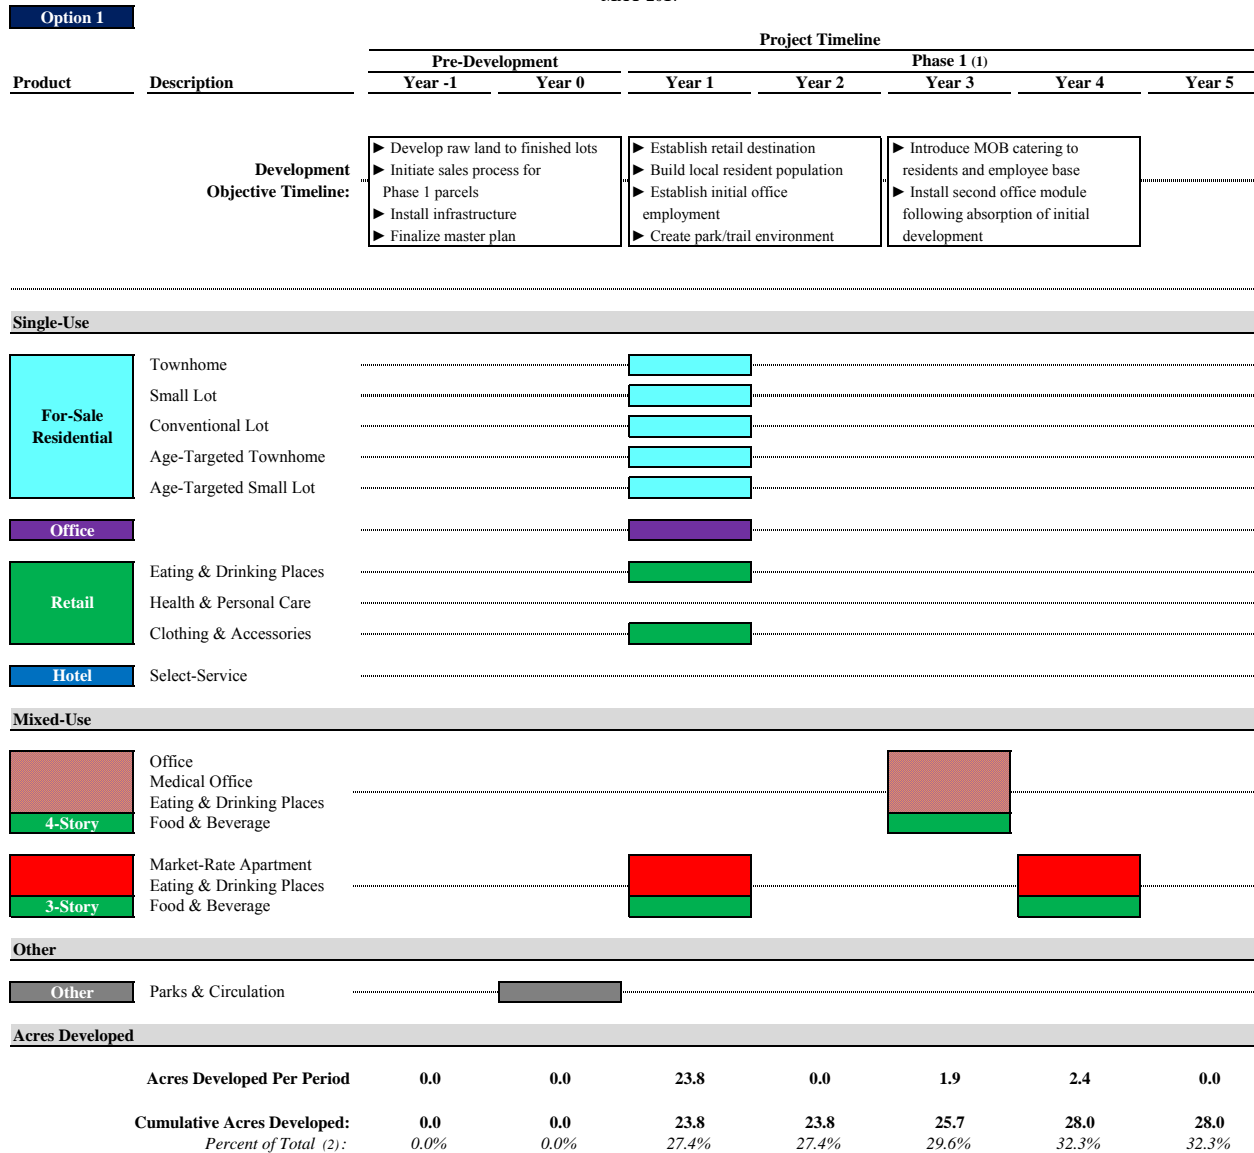 Option 1
Project Timeline
Pre-Development Phase 1 (1)
Product Description Year -1 Year 0 Year 1 Year 2 Year 3 Year 4 Year 5
Development
Objective Timeline:
► Develop raw land to finished lots
► Initiate sales process for
Phase 1 parcels
► Install infrastructure
► Finalize master plan
► Establish retail destination
► Build local resident population
► Establish initial office
employment
► Create park/trail environment
► Introduce MOB catering to
residents and employee base
► Install second office module
following absorption of initial
development
Single-Use
For-Sale
Residential
Townhome
Small Lot
Conventional Lot
Age-Targeted Townhome
Age-Targeted Small Lot
Office
Retail
Eating & Drinking Places
Health & Personal Care
Clothing & Accessories
Hotel Select-Service
Mixed-Use
Office
Medical Office
Eating & Drinking Places
4-Story Food & Beverage
Market-Rate Apartment
Eating & Drinking Places
3-Story Food & Beverage
Other
Other Parks & Circulation
Acres Developed
Acres Developed Per Period 0.0 0.0 23.8 0.0 1.9 2.4 0.0
Cumulative Acres Developed: 0.0 0.0 23.8 23.8 25.7 28.0 28.0
Percent of Total (2): 0.0% 0.0% 27.4% 27.4% 29.6% 32.3% 32.3%